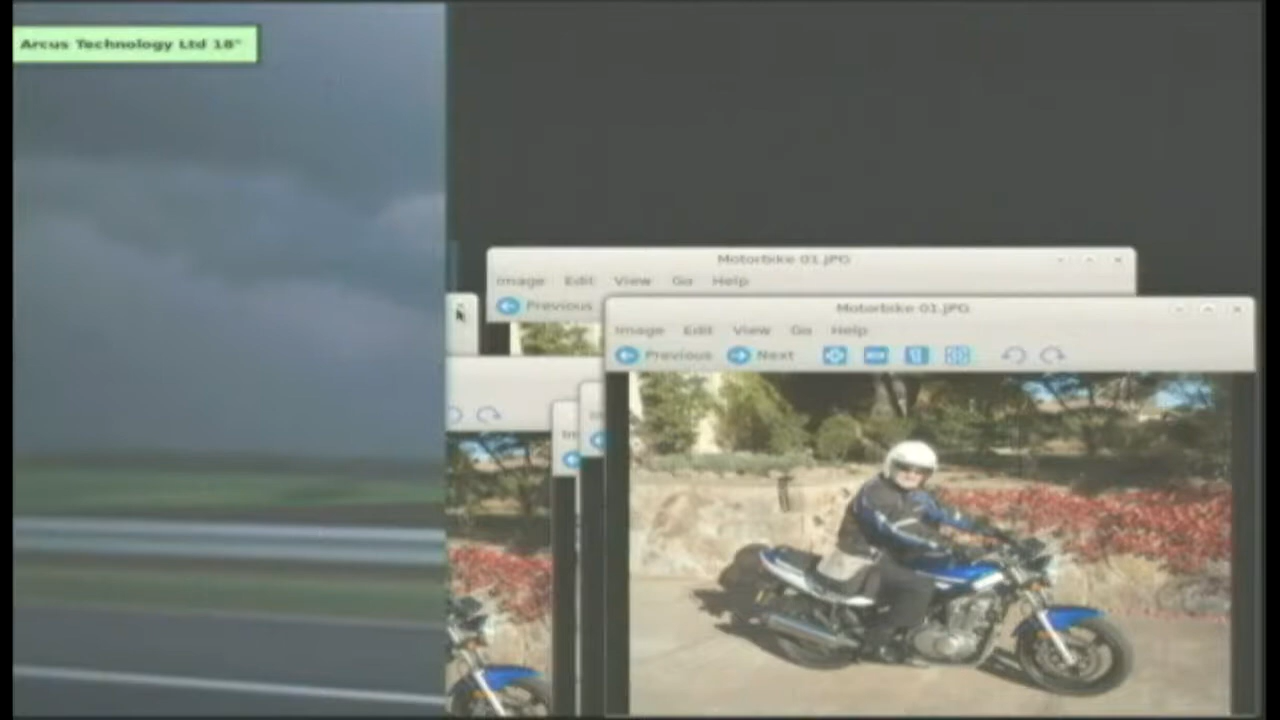 Arcus Technology Ltd 18"
Motorbike 01.JPG
Image Edit View Go Help
Previous
Motorbike 01.JPG
Image Edit View Go Help
Previous Next